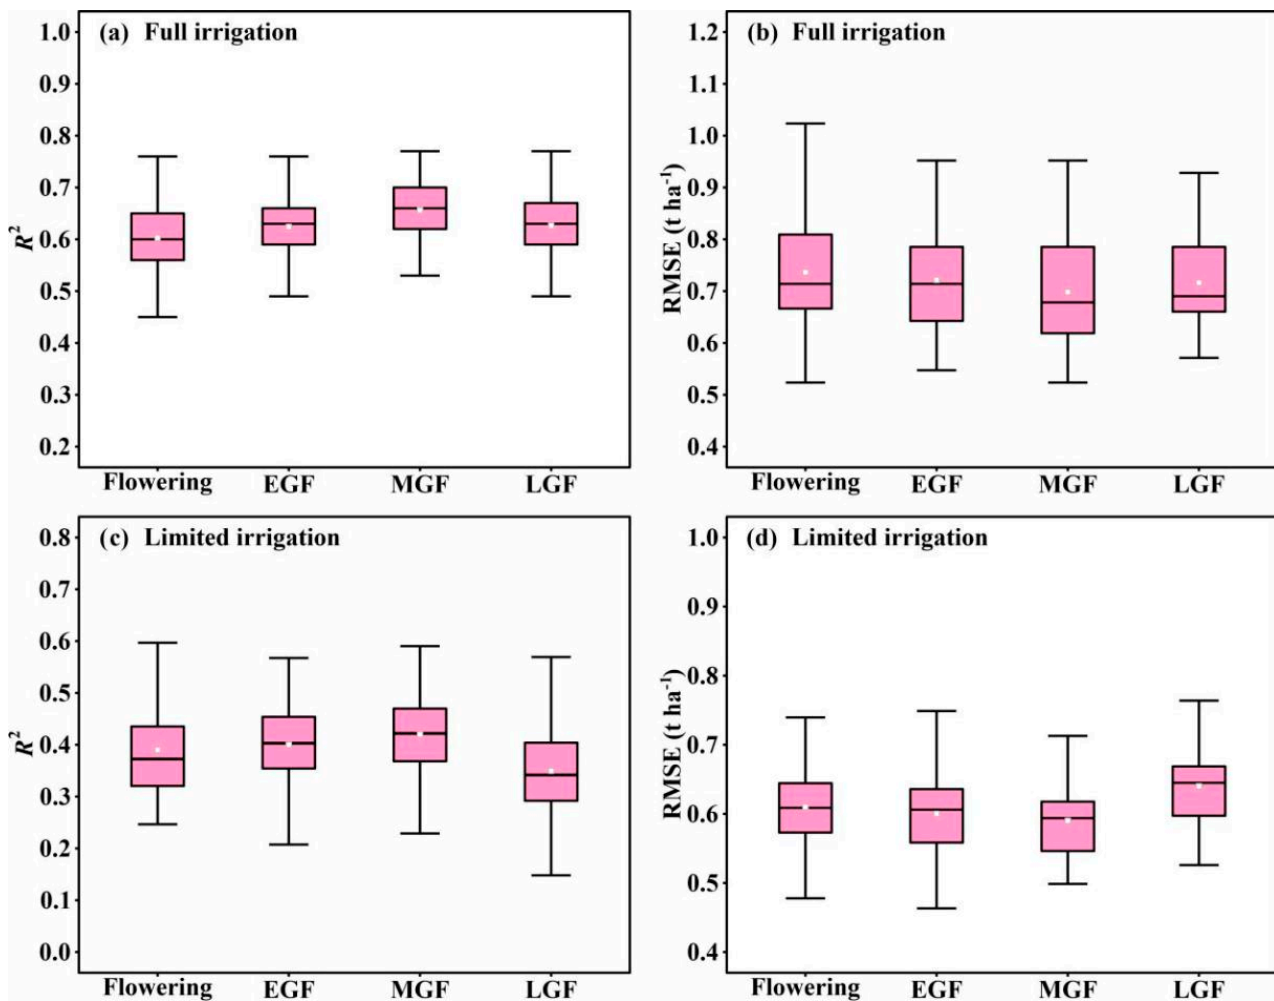 (a) Full irrigation
1.0
0.9
0.8
0.7
0.6
0.5
0.4
0.3
0.2
R²
Flowering EGF MGF LGF
(b) Full irrigation
1.2
1.1
1.0
0.9
0.8
0.7
0.6
0.5
0.4
RMSE (t ha⁻¹)
Flowering EGF MGF LGF
(c) Limited irrigation
0.8
0.7
0.6
0.5
0.4
0.3
0.2
0.1
0.0
R²
Flowering EGF MGF LGF
(d) Limited irrigation
1.0
0.9
0.8
0.7
0.6
0.5
0.4
RMSE (t ha⁻¹)
Flowering EGF MGF LGF